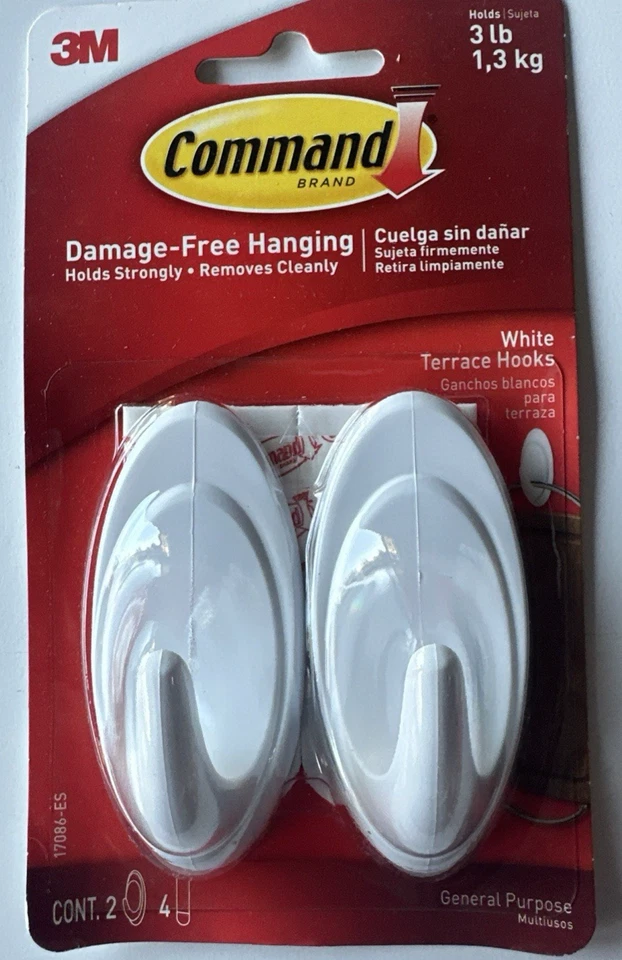 3M
Holds | Sujeta
3 lb
1,3 kg
Command
BRAND
Damage-Free Hanging
Holds Strongly • Removes Cleanly
Cuelga sin dañar
Sujeta firmemente
Retira limpiamente
White
Terrace Hooks
Ganchos blancos
para
terraza
Command
17086-ES
CONT. 2 4
General Purpose
Multiusos